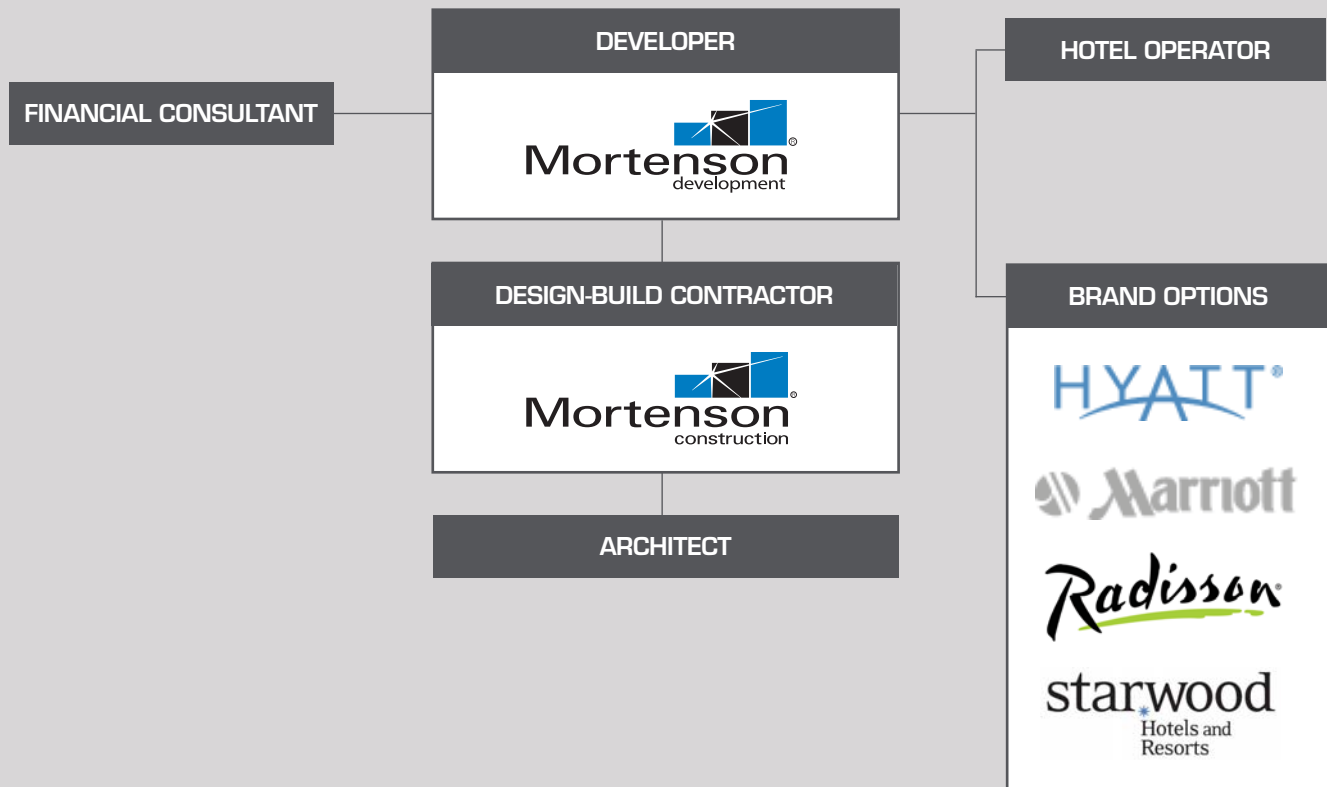 DEVELOPER
Mortenson®
development
FINANCIAL CONSULTANT
HOTEL OPERATOR
DESIGN-BUILD CONTRACTOR
Mortenson®
construction
ARCHITECT
BRAND OPTIONS
HYATT®
Marriott
Radisson®
starwood
Hotels and
Resorts